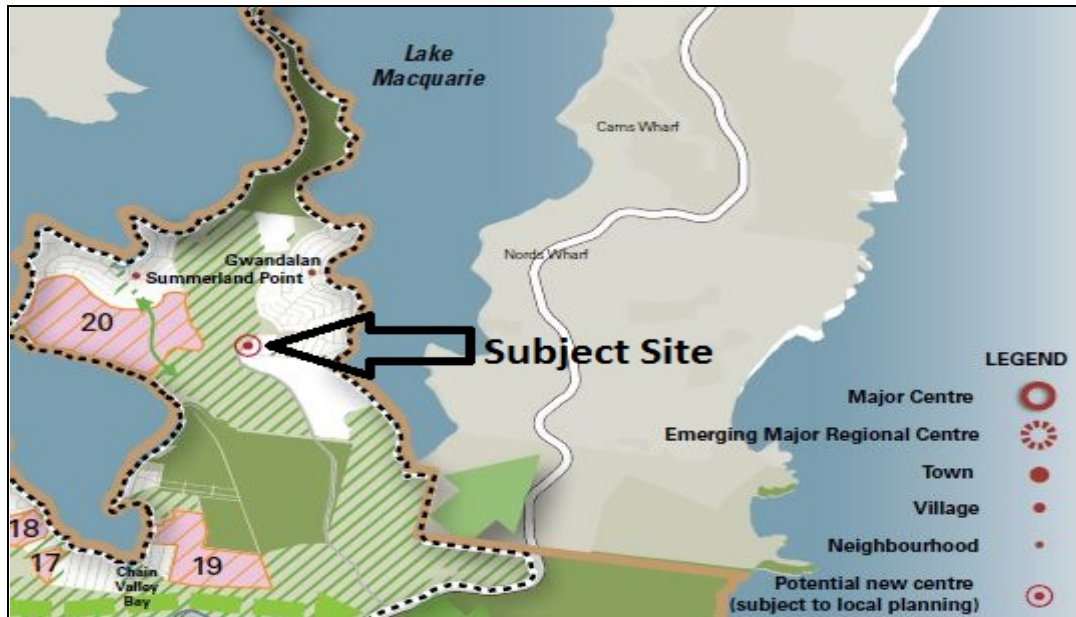 Lake
Macquarie
Cams Wharf
Nords Wharf
Gwandalan
Summerland Point
20
Subject Site
18
17
19
Chain
Valley
Bay
LEGEND
Major Centre
Emerging Major Regional Centre
Town
Village
Neighbourhood
Potential new centre
(subject to local planning)